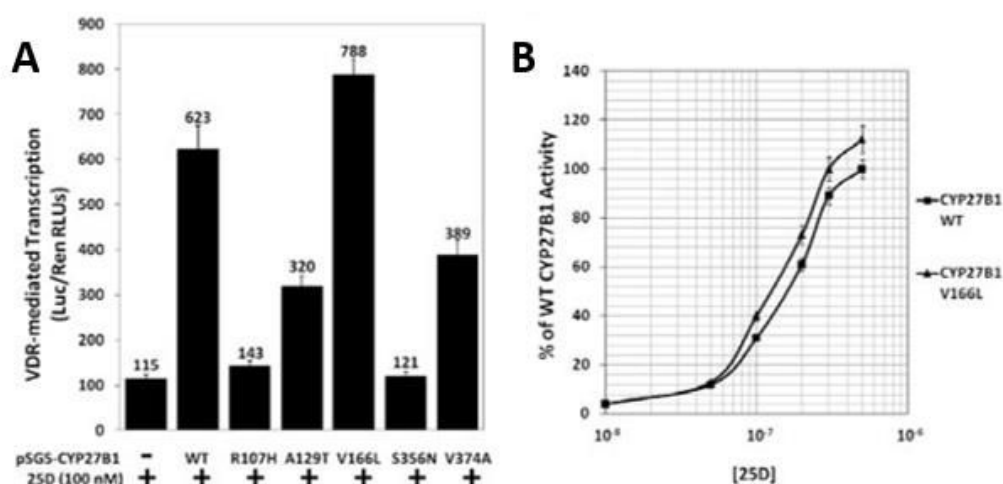 A
VDR-mediated Transcription
(Luc/Ren RLUs)
900
800
700
600
500
400
300
200
100
0
115
623
143
320
788
121
389
pSG5-CYP27B1 - WT R107H A129T V166L S356N V374A
25D (100 nM) + + + + + + +
B
% of WT CYP27B1 Activity
140
120
100
80
60
40
20
0
10⁻⁸ 10⁻⁷ 10⁻⁶
[25D]
CYP27B1
WT
CYP27B1
V166L